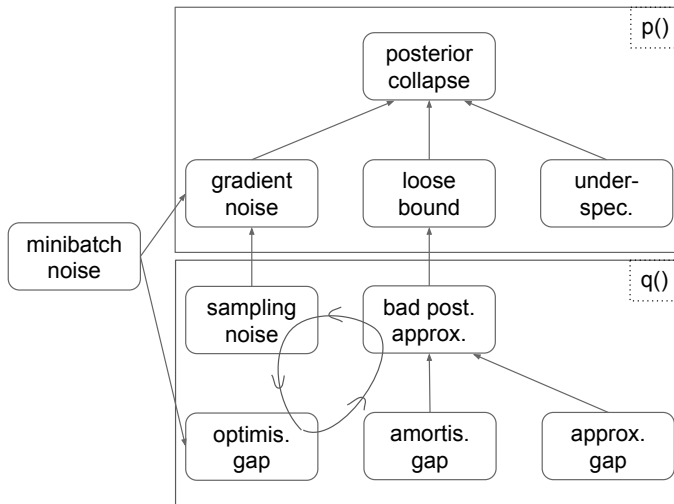 p()
posterior
collapse
gradient
noise
loose
bound
under-
spec.
minibatch
noise
q()
sampling
noise
bad post.
approx.
optimis.
gap
amortis.
gap
approx.
gap